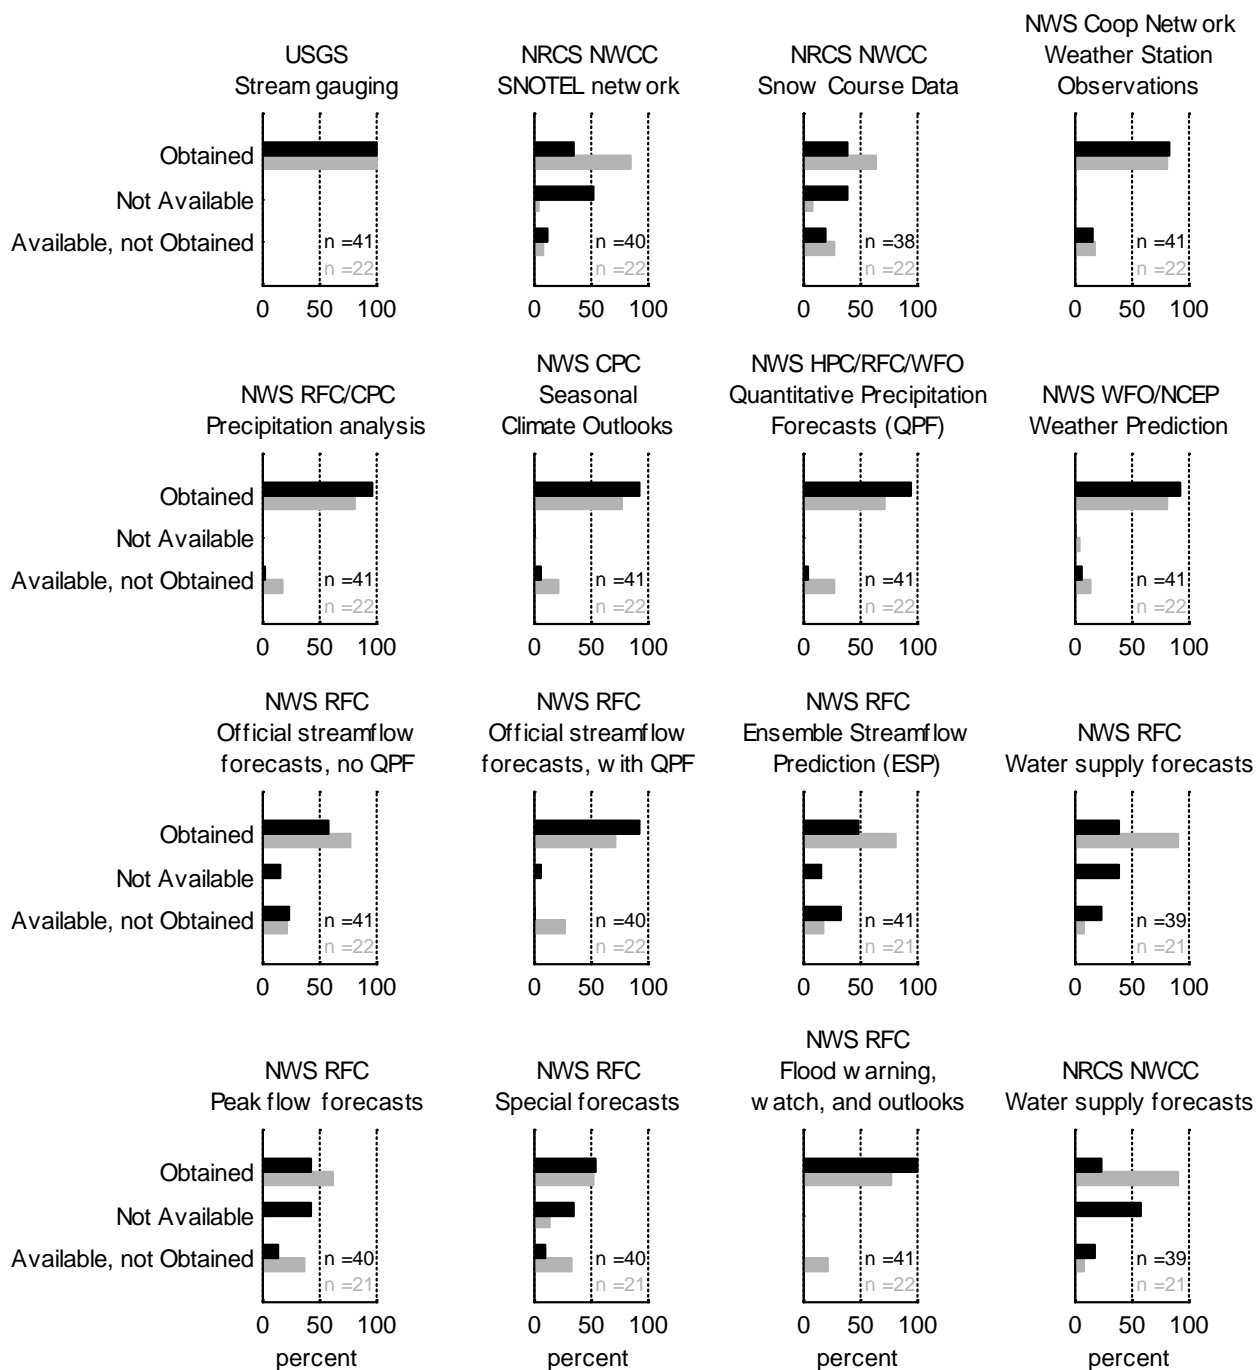 USGS
Stream gauging
NRCS NWCC
SNOTEL network
NRCS NWCC
Snow Course Data
NWS Coop Network
Weather Station
Observations
Obtained
Not Available
Available, not Obtained
n =41
n =22
n =40
n =22
n =38
n =22
n =41
n =22
0 50 100
0 50 100
0 50 100
0 50 100
NWS RFC/CPC
Precipitation analysis
NWS CPC
Seasonal
Climate Outlooks
NWS HPC/RFC/WFO
Quantitative Precipitation
Forecasts (QPF)
NWS WFO/NCEP
Weather Prediction
Obtained
Not Available
Available, not Obtained
n =41
n =22
n =41
n =22
n =41
n =22
n =41
n =22
0 50 100
0 50 100
0 50 100
0 50 100
NWS RFC
Official streamflow
forecasts, no QPF
NWS RFC
Official streamflow
forecasts, with QPF
NWS RFC
Ensemble Streamflow
Prediction (ESP)
NWS RFC
Water supply forecasts
Obtained
Not Available
Available, not Obtained
n =41
n =22
n =40
n =22
n =41
n =21
n =39
n =21
0 50 100
0 50 100
0 50 100
0 50 100
NWS RFC
Peak flow forecasts
NWS RFC
Special forecasts
NWS RFC
Flood warning,
watch, and outlooks
NRCS NWCC
Water supply forecasts
Obtained
Not Available
Available, not Obtained
n =40
n =21
n =40
n =21
n =41
n =22
n =39
n =21
0 50 100
0 50 100
0 50 100
0 50 100
percent
percent
percent
percent